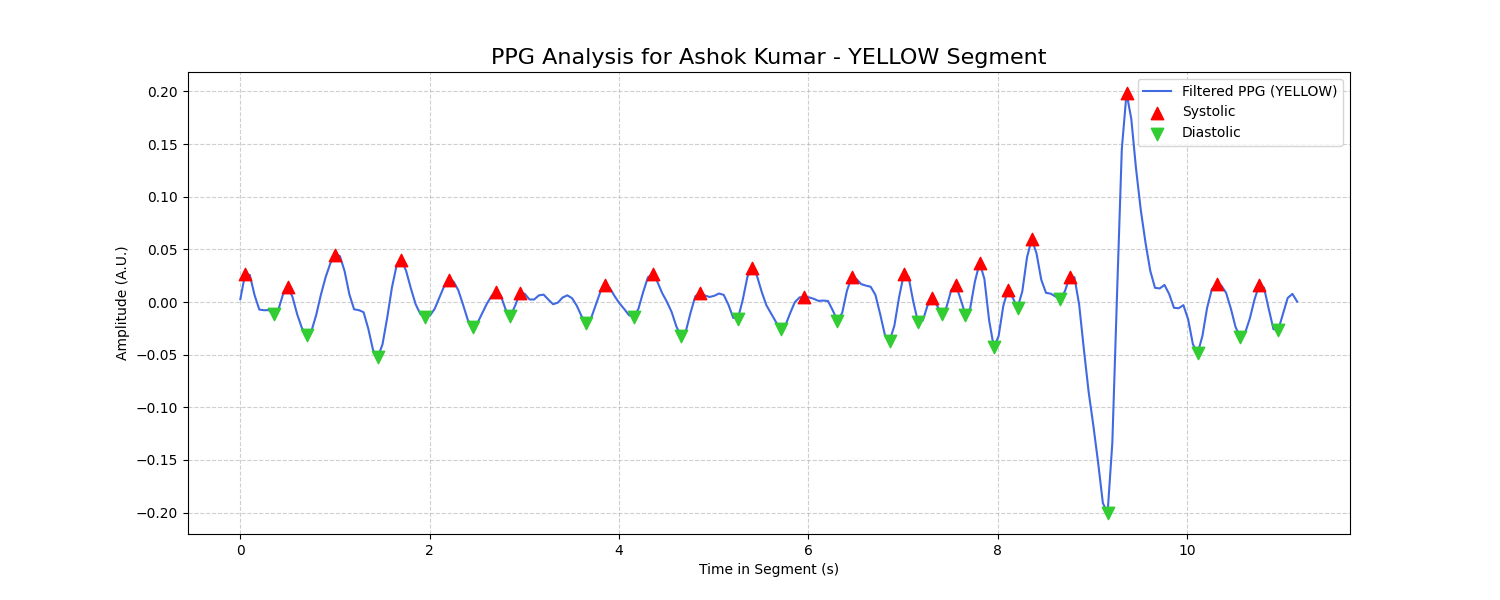 PPG Analysis for Ashok Kumar - YELLOW Segment
Filtered PPG (YELLOW)
Systolic
Diastolic
Amplitude (A.U.)
0.20
0.15
0.10
0.05
0.00
−0.05
−0.10
−0.15
−0.20
0 2 4 6 8 10
Time in Segment (s)